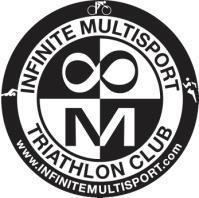 INFINITE MULTISPORT
M
TRIATHLON CLUB
www.INFINITEMULTISPORT.com